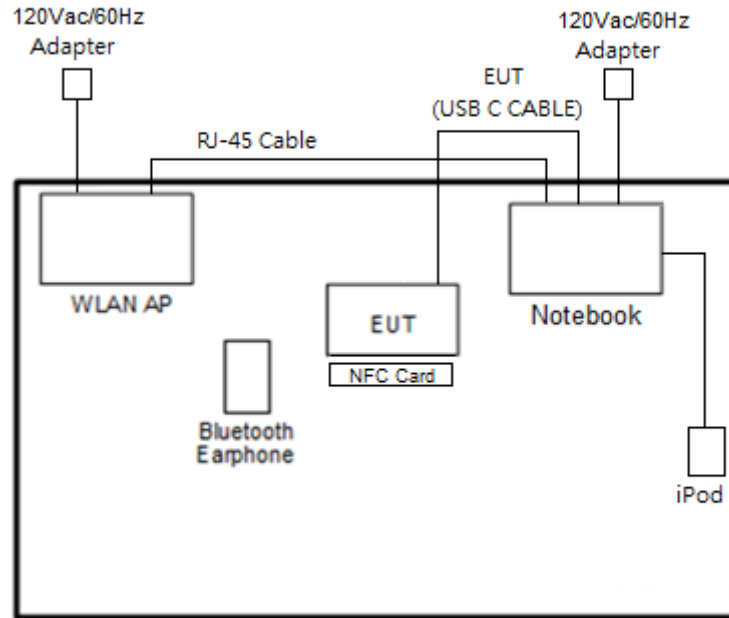 120Vac/60Hz
Adapter
120Vac/60Hz
Adapter
EUT
(USB C CABLE)
RJ-45 Cable
WLAN AP
EUT
NFC Card
Notebook
Bluetooth
Earphone
iPod